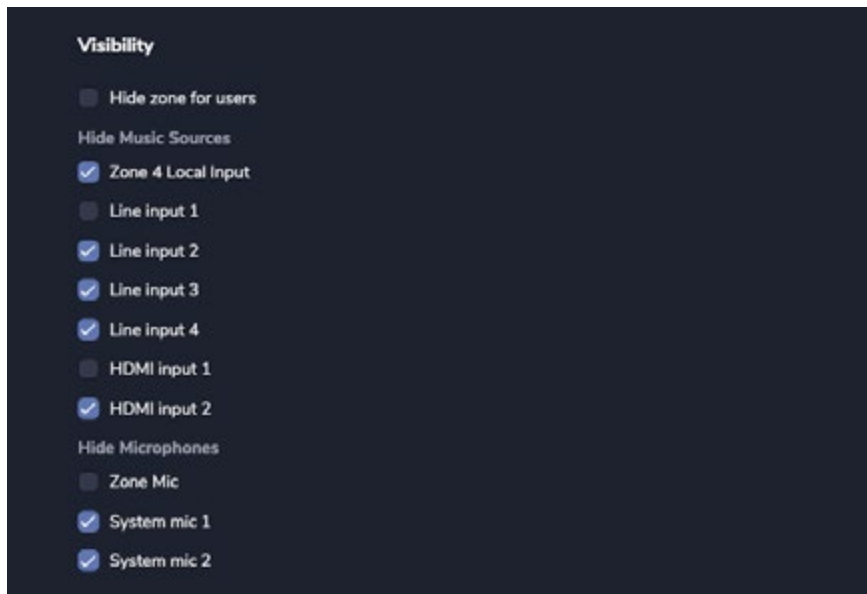 Visibility
Hide zone for users
Hide Music Sources
Zone 4 Local Input
Line input 1
Line input 2
Line input 3
Line input 4
HDMI input 1
HDMI input 2
Hide Microphones
Zone Mic
System mic 1
System mic 2